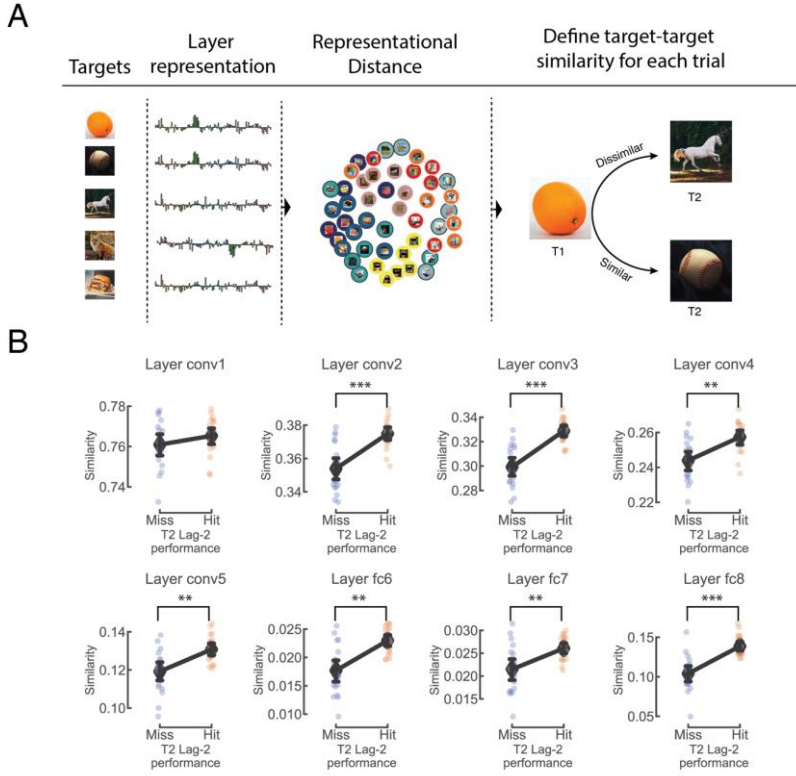 A
Targets
Layer
representation
Representational
Distance
Define target-target
similarity for each trial
Dissimilar
T2
T1
Similar
T2
B
Layer conv1
Similarity
0.78
0.76
0.74
Miss Hit
T2 Lag-2
performance
Layer conv2
***
Similarity
0.38
0.36
0.34
Miss Hit
T2 Lag-2
performance
Layer conv3
***
Similarity
0.34
0.32
0.30
0.28
Miss Hit
T2 Lag-2
performance
Layer conv4
**
Similarity
0.26
0.24
0.22
Miss Hit
T2 Lag-2
performance
Layer conv5
**
Similarity
0.14
0.12
0.10
Miss Hit
T2 Lag-2
performance
Layer fc6
**
Similarity
0.025
0.020
0.015
0.010
Miss Hit
T2 Lag-2
performance
Layer fc7
**
Similarity
0.030
0.025
0.020
0.015
0.010
Miss Hit
T2 Lag-2
performance
Layer fc8
***
Similarity
0.15
0.10
0.05
Miss Hit
T2 Lag-2
performance